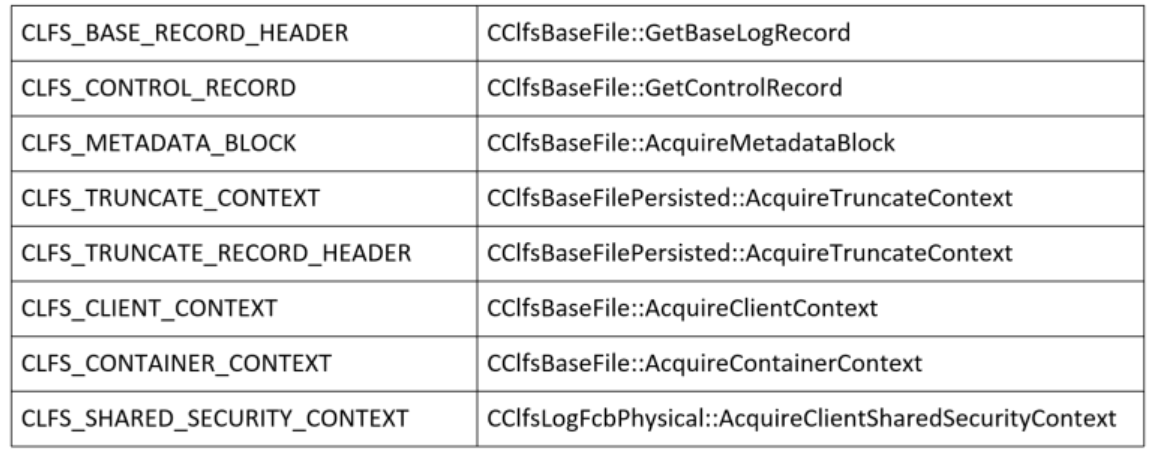 CLFS_BASE_RECORD_HEADER CClfsBaseFile::GetBaseLogRecord
CLFS_CONTROL_RECORD CClfsBaseFile::GetControlRecord
CLFS_METADATA_BLOCK CClfsBaseFile::AcquireMetadataBlock
CLFS_TRUNCATE_CONTEXT CClfsBaseFilePersisted::AcquireTruncateContext
CLFS_TRUNCATE_RECORD_HEADER CClfsBaseFilePersisted::AcquireTruncateContext
CLFS_CLIENT_CONTEXT CClfsBaseFile::AcquireClientContext
CLFS_CONTAINER_CONTEXT CClfsBaseFile::AcquireContainerContext
CLFS_SHARED_SECURITY_CONTEXT CClfsLogFcbPhysical::AcquireClientSharedSecurityContext